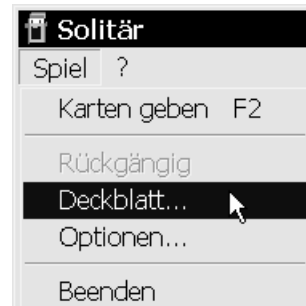 Solitär
Spiel ?
Karten geben F2
Rückgängig
Deckblatt...
Optionen...
Beenden